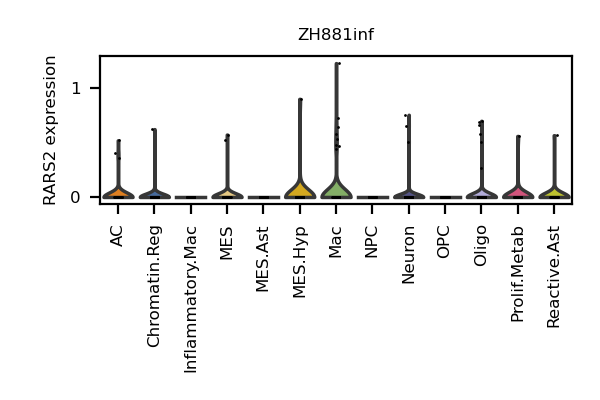 ZH881inf
RARS2 expression
1
0
AC
Chromatin.Reg
Inflammatory.Mac
MES
MES.Ast
MES.Hyp
Mac
NPC
Neuron
OPC
Oligo
Prolif.Metab
Reactive.Ast